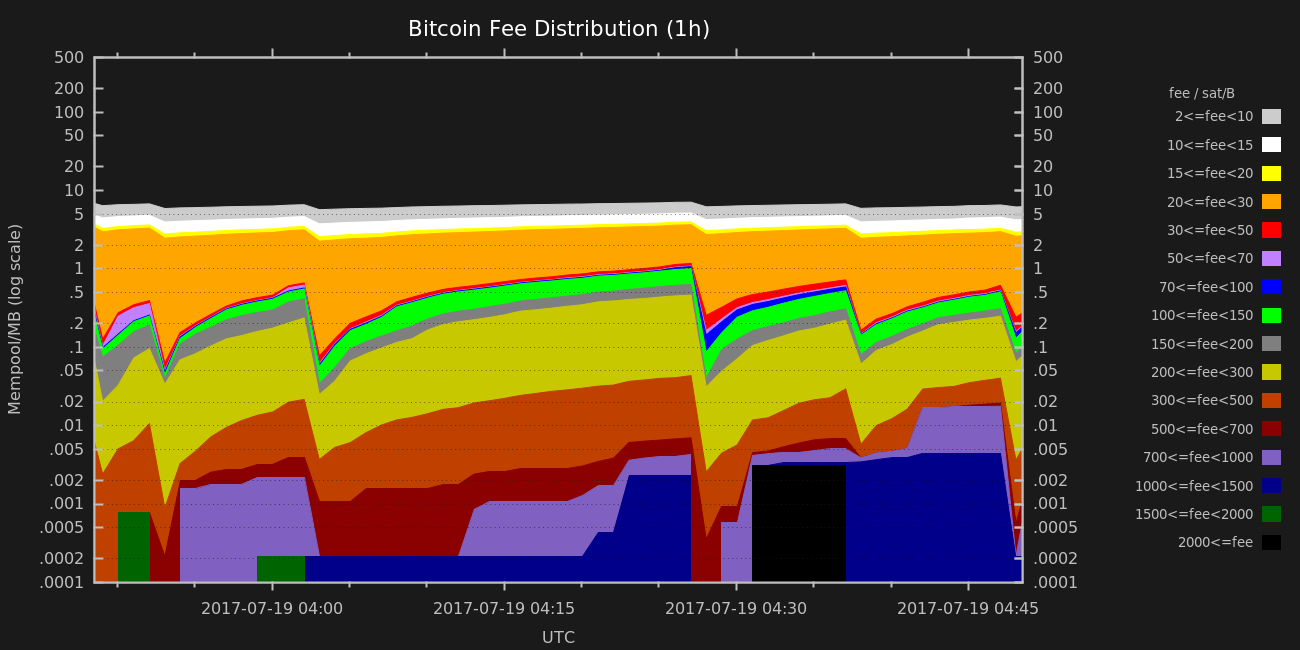 Bitcoin Fee Distribution (1h)
500 500
200 200
100 100
50 50
20 20
10 10
5 5
2 2
1 1
.5 .5
.2 .2
.1 .1
.05 .05
.02 .02
.01 .01
.005 .005
.002 .002
.001 .001
.0005 .0005
.0002 .0002
.0001 .0001
Mempool/MB (log scale)
2017-07-19 04:00 2017-07-19 04:15 2017-07-19 04:30 2017-07-19 04:45
UTC
fee / sat/B
2<=fee<10
10<=fee<15
15<=fee<20
20<=fee<30
30<=fee<50
50<=fee<70
70<=fee<100
100<=fee<150
150<=fee<200
200<=fee<300
300<=fee<500
500<=fee<700
700<=fee<1000
1000<=fee<1500
1500<=fee<2000
2000<=fee